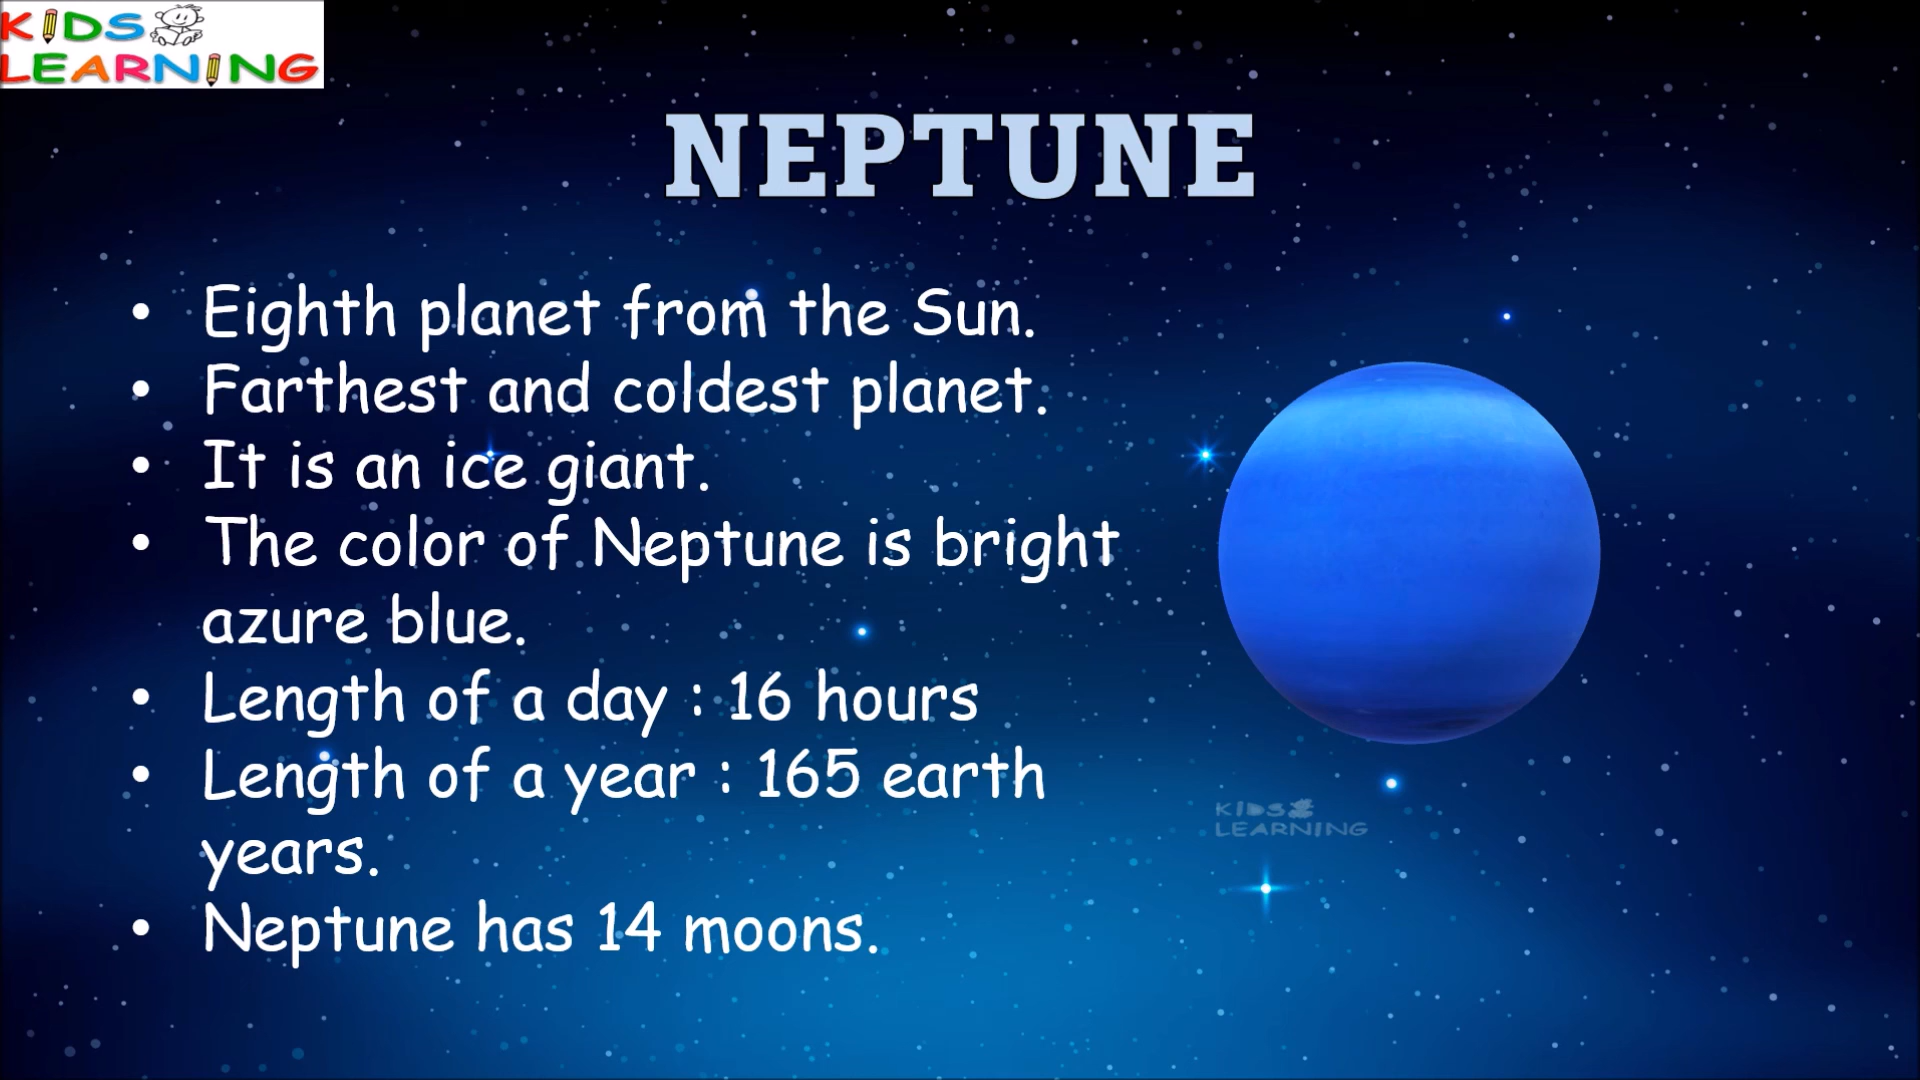 KIDS
LEARNING
NEPTUNE
• Eighth planet from the Sun.
• Farthest and coldest planet.
• It is an ice giant.
• The color of Neptune is bright
azure blue.
• Length of a day : 16 hours
• Length of a year : 165 earth
years.
• Neptune has 14 moons.
KIDS
LEARNING